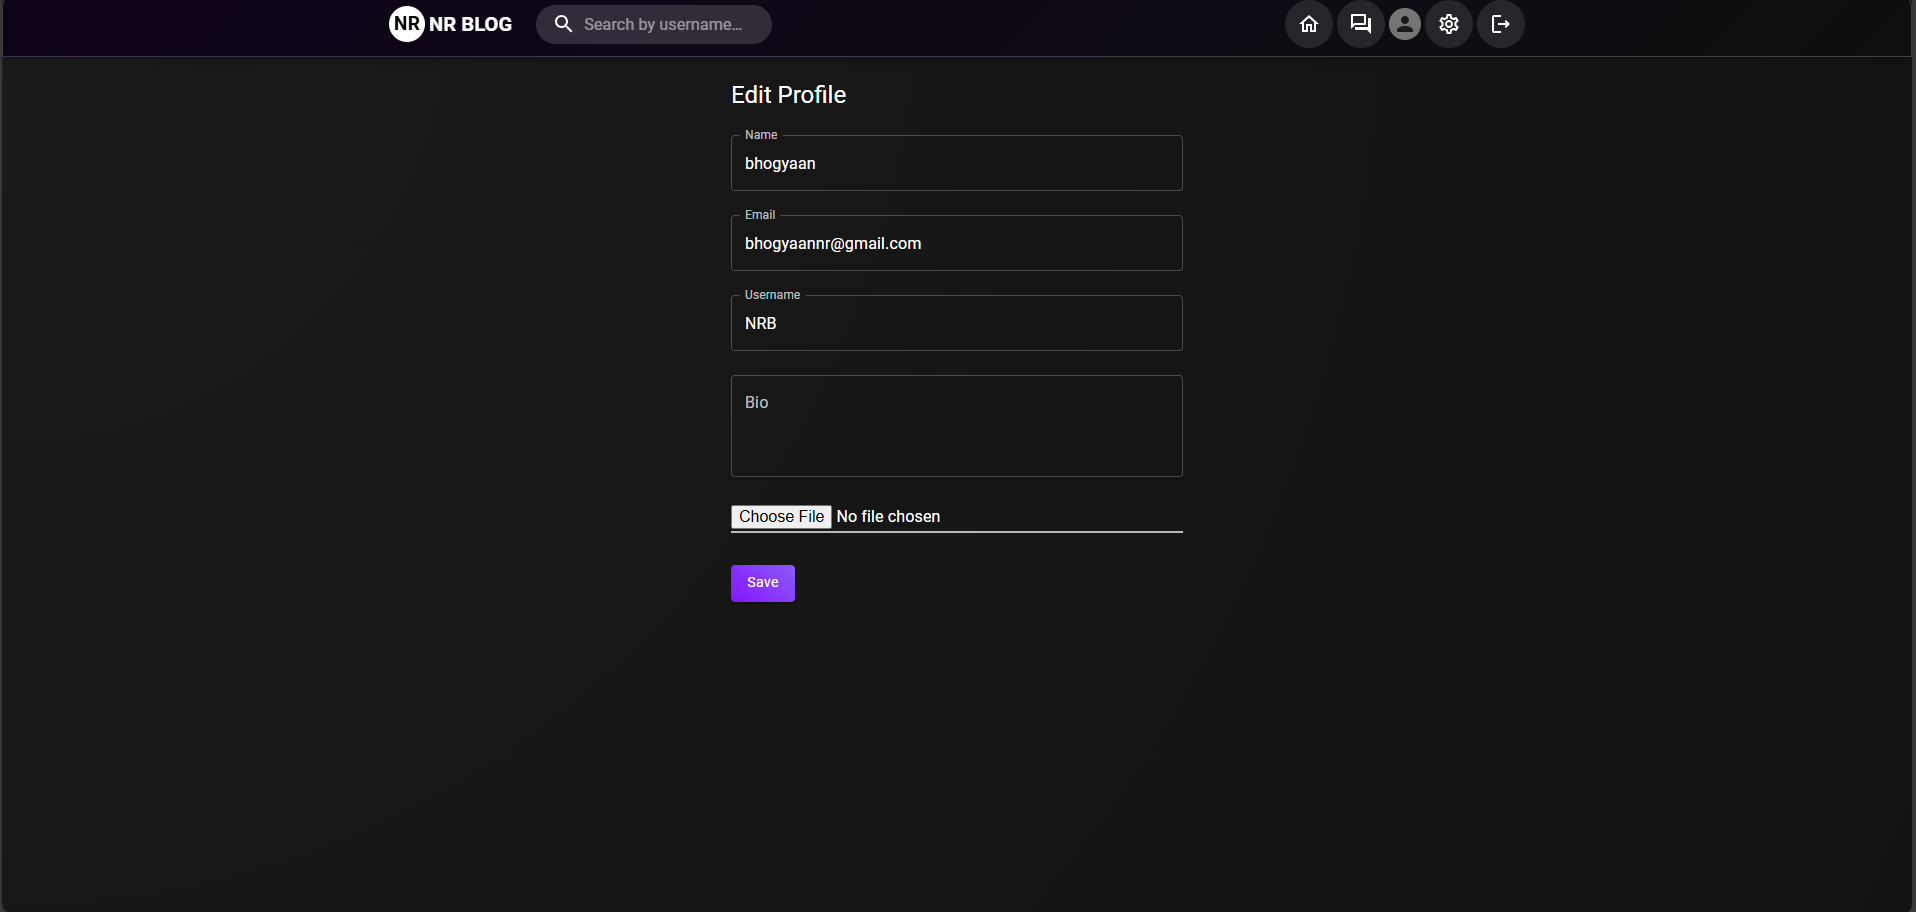 NR NR BLOG
Search by username...
Edit Profile
Name
bhogyaan
Email
bhogyaannr@gmail.com
Username
NRB
Bio
Choose File No file chosen
Save